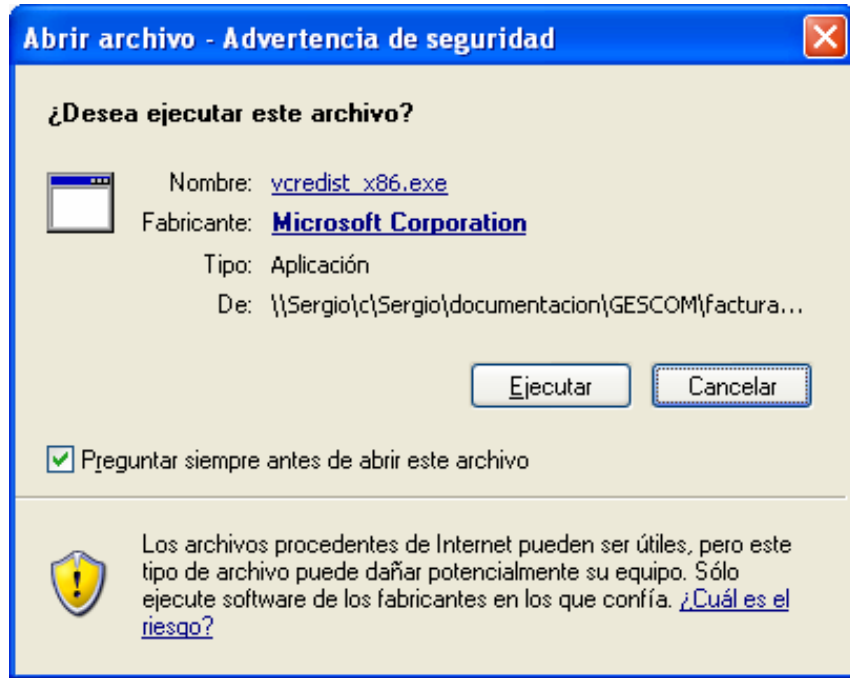 Abrir archivo - Advertencia de seguridad
¿Desea ejecutar este archivo?
Nombre: vcredist_x86.exe
Fabricante: Microsoft Corporation
Tipo: Aplicación
De: \\Sergio\c\Sergio\documentacion\GESCOM\factura...
Ejecutar Cancelar
Preguntar siempre antes de abrir este archivo
Los archivos procedentes de Internet pueden ser útiles, pero este
tipo de archivo puede dañar potencialmente su equipo. Sólo
ejecute software de los fabricantes en los que confía. ¿Cuál es el
riesgo?